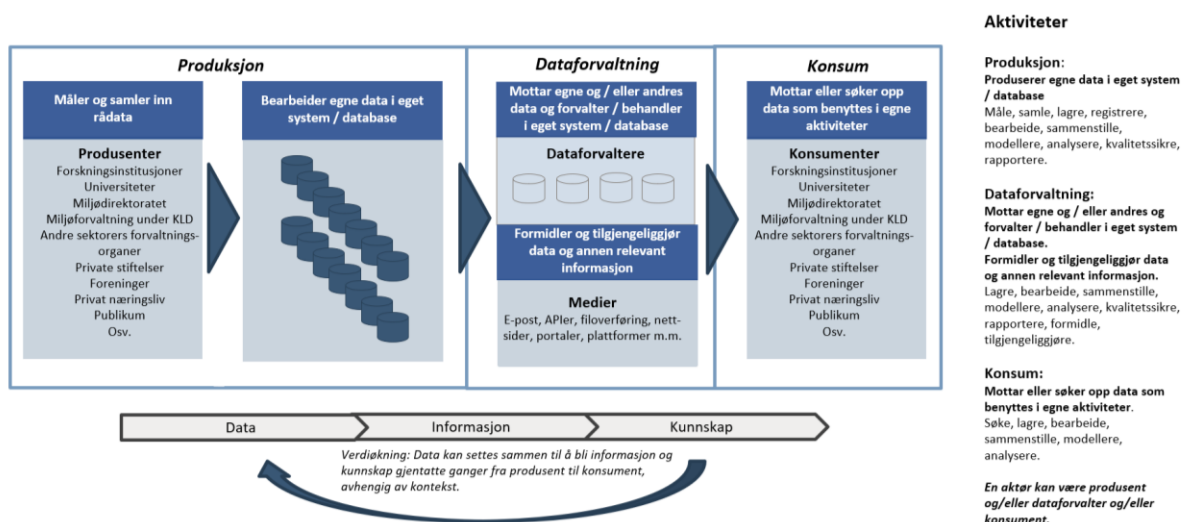 Produksjon
Måler og samler inn
rådata
Produsenter
Forskningsinstitusjoner
Universiteter
Miljødirektoratet
Miljøforvaltning under KLD
Andre sektorers forvaltnings-
organer
Private stiftelser
Foreninger
Privat næringsliv
Publikum
Osv.
Bearbeider egne data i eget
system / database
Dataforvaltning
Mottar egne og / eller andres
data og forvalter / behandler
i eget system / database
Dataforvaltere
Formidler og tilgjengeliggjør
data og annen relevant
informasjon
Medier
E-post, APIer, filoverføring, nett-
sider, portaler, plattformer m.m.
Konsum
Mottar eller søker opp
data som benyttes i egne
aktiviteter
Konsumenter
Forskningsinstitusjoner
Universiteter
Miljødirektoratet
Miljøforvaltning under KLD
Andre sektorers forvaltnings-
organer
Private stiftelser
Foreninger
Privat næringsliv
Publikum
Osv.
Data
Informasjon
Kunnskap
Verdiøkning: Data kan settes sammen til å bli informasjon og
kunnskap gjentatte ganger fra produsent til konsument,
avhengig av kontekst.
Aktiviteter
Produksjon:
Produserer egne data i eget system
/ database
Måle, samle, lagre, registrere,
bearbeide, sammenstille,
modellere, analysere, kvalitetssikre,
rapportere.
Dataforvaltning:
Mottar egne og / eller andres og
forvalter / behandler i eget system
/ database.
Formidler og tilgjengeliggjør data
og annen relevant informasjon.
Lagre, bearbeide, sammenstille,
modellere, analysere, kvalitetssikre,
rapportere, formidle,
tilgjengeliggjøre.
Konsum:
Mottar eller søker opp data som
benyttes i egne aktiviteter.
Søke, lagre, bearbeide,
sammenstille, modellere,
analysere.
En aktør kan være produsent
og/eller dataforvalter og/eller
konsument.